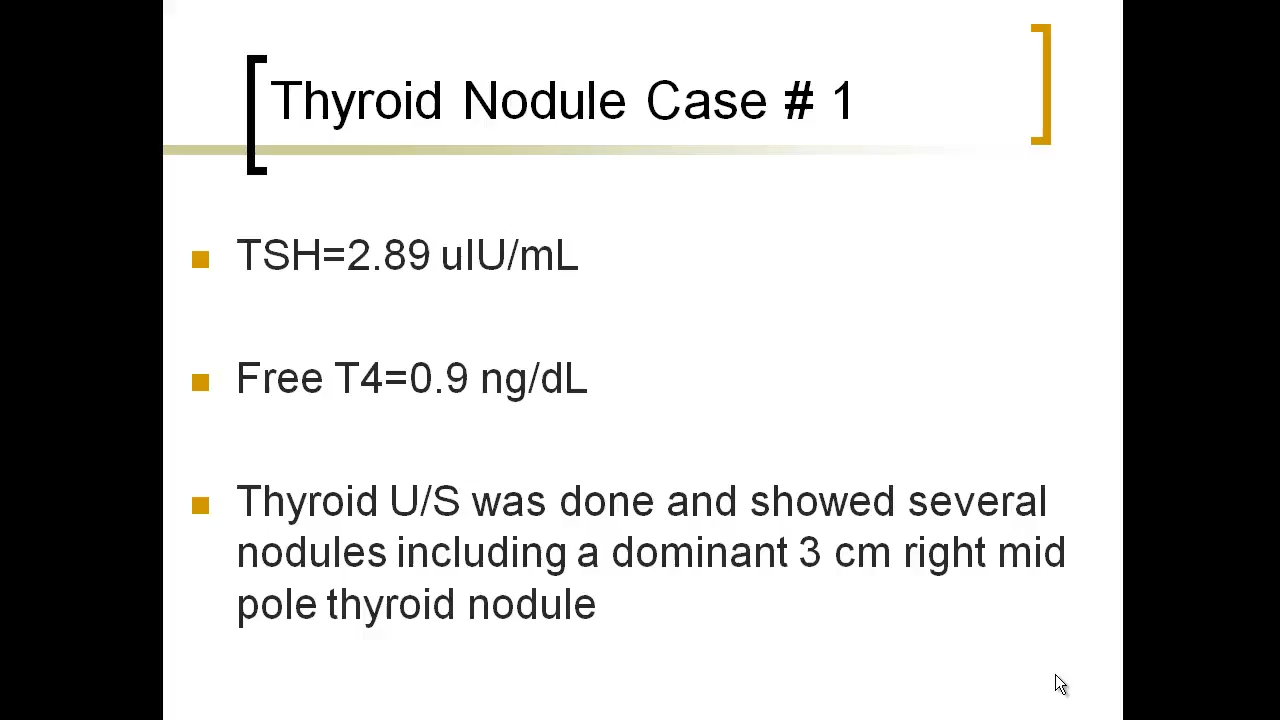 Thyroid Nodule Case # 1
TSH=2.89 uIU/mL
Free T4=0.9 ng/dL
Thyroid U/S was done and showed several
nodules including a dominant 3 cm right mid
pole thyroid nodule